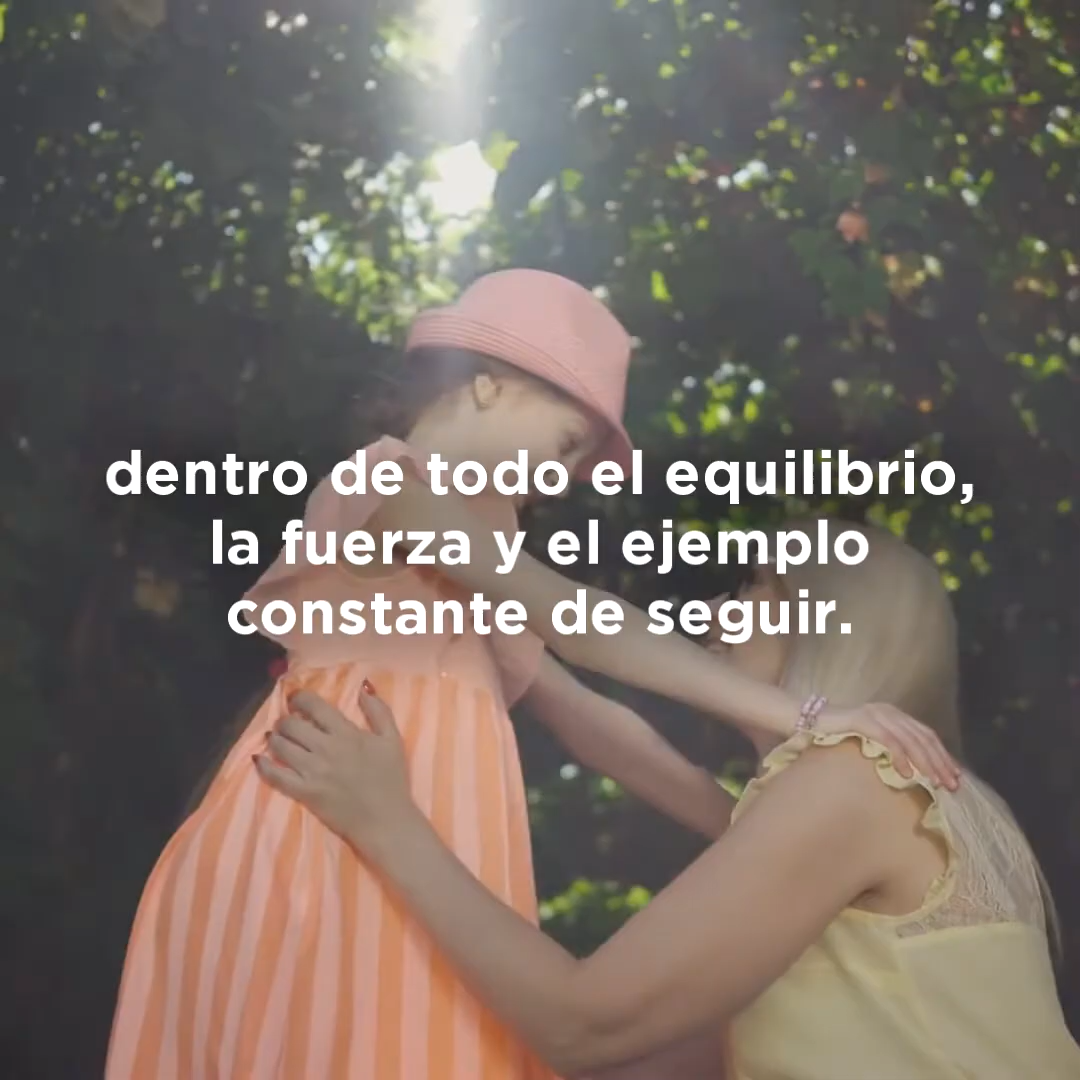 dentro de todo el equilibrio,
la fuerza y el ejemplo
constante de seguir.